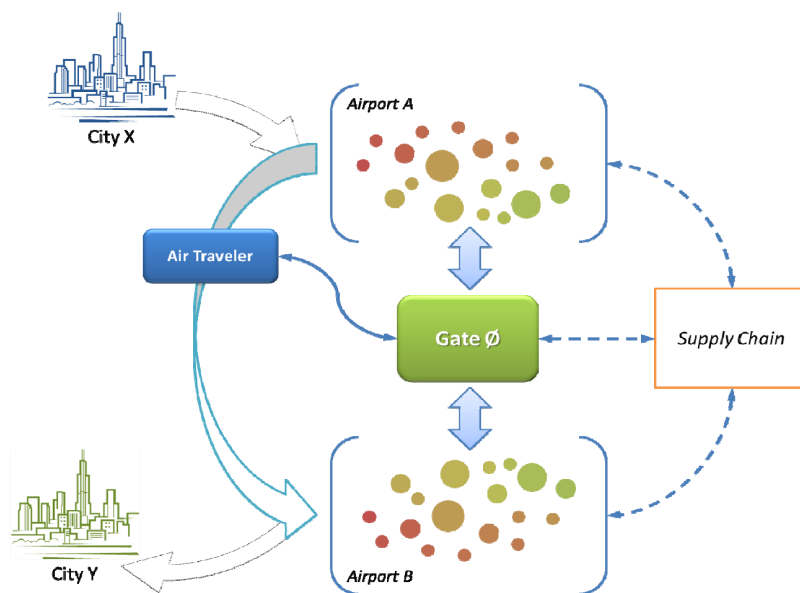 Airport A
City X
Air Traveler
Gate Ø
Supply Chain
City Y
Airport B